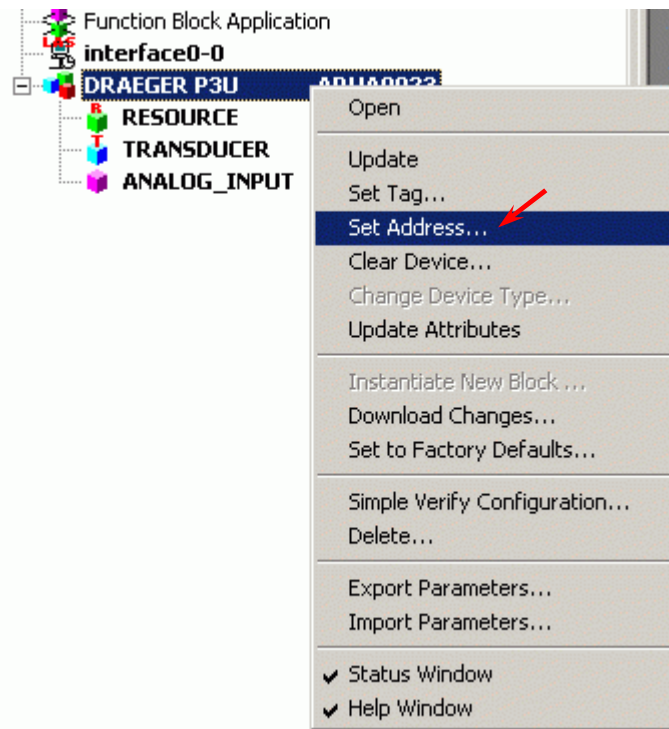 Function Block Application
LAS
interface0-0
DRAEGER P3U
R
RESOURCE
T
TRANSDUCER
ANALOG_INPUT
Open
Update
Set Tag...
Set Address...
Clear Device...
Change Device Type...
Update Attributes
Instantiate New Block ...
Download Changes...
Set to Factory Defaults...
Simple Verify Configuration...
Delete...
Export Parameters...
Import Parameters...
Status Window
Help Window